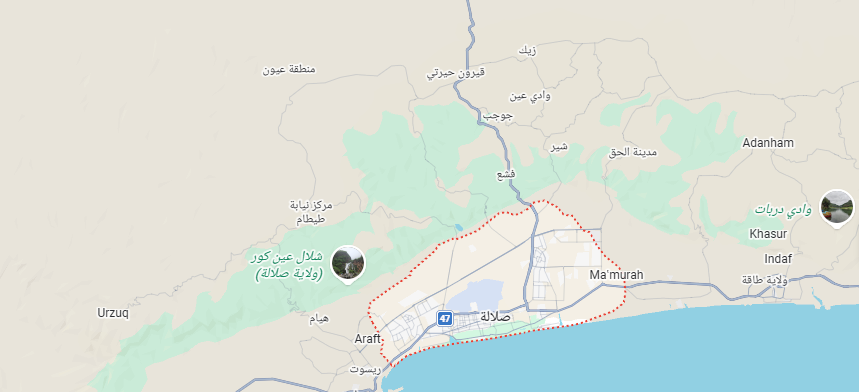 زيك
منطقة عيون
قيرون حيرتي
وادي عين
جوجب
شير
مدينة الحق
Adanham
فشع
مركز نيابة
طيطام
وادي دربات
Khasur
شلال عين كور
(ولاية صلالة)
Indaf
Ma'murah
ولاية طاقة
Urzuq
هيام
47
صلالة
Araft
ريسوت